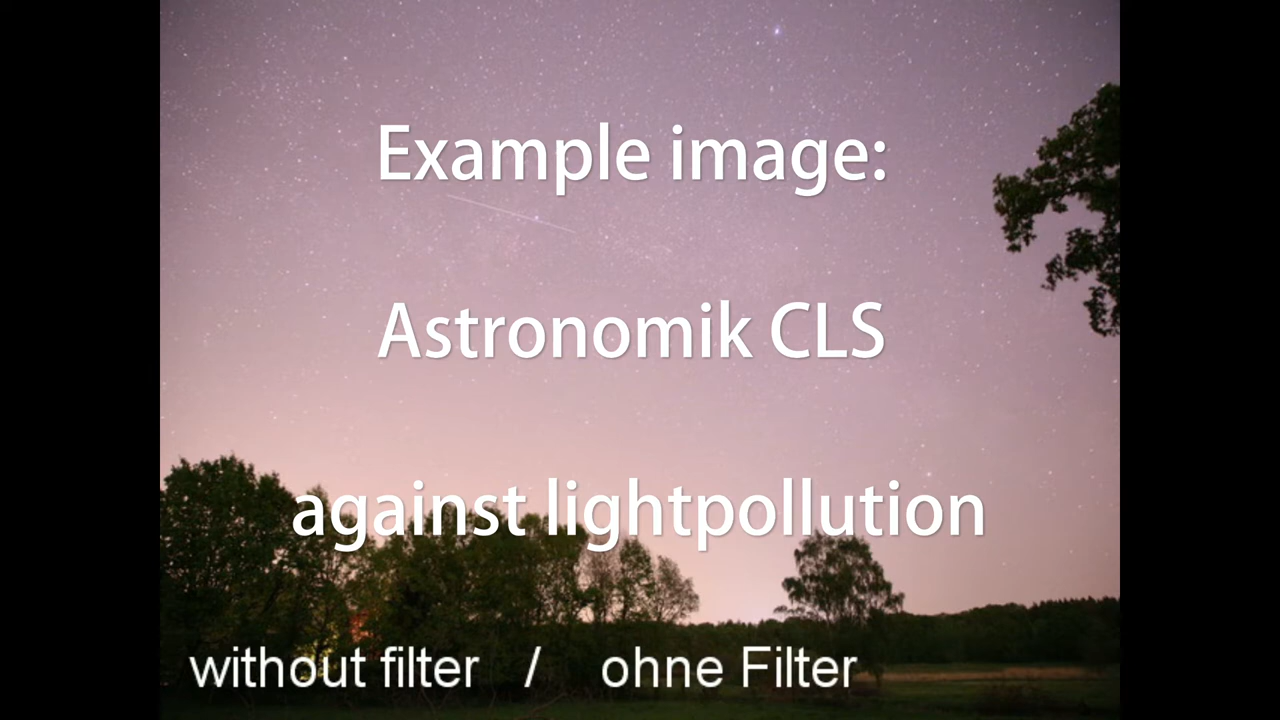 Example image:
Astronomik CLS
against lightpollution
without filter / ohne Filter